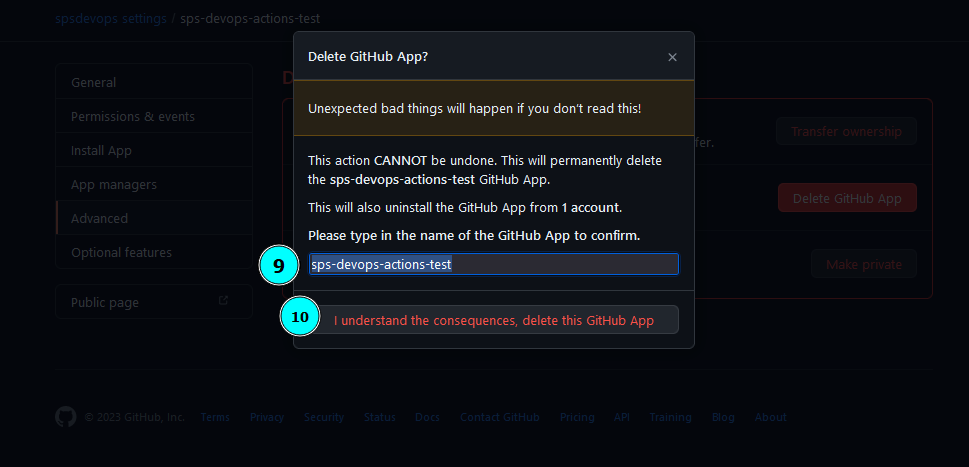 spsdevops settings / sps-devops-actions-test
Delete GitHub App?
Unexpected bad things will happen if you don't read this!
This action CANNOT be undone. This will permanently delete
the sps-devops-actions-test GitHub App.
This will also uninstall the GitHub App from 1 account.
Please type in the name of the GitHub App to confirm.
9
sps-devops-actions-test
10
I understand the consequences, delete this GitHub App
General
Permissions & events
Install App
App managers
Advanced
Optional features
Public page
D
Transfer ownership
fer.
Delete GitHub App
Make private
© 2023 GitHub, Inc.
Terms
Privacy
Security
Status
Docs
Contact GitHub
Pricing
API
Training
Blog
About